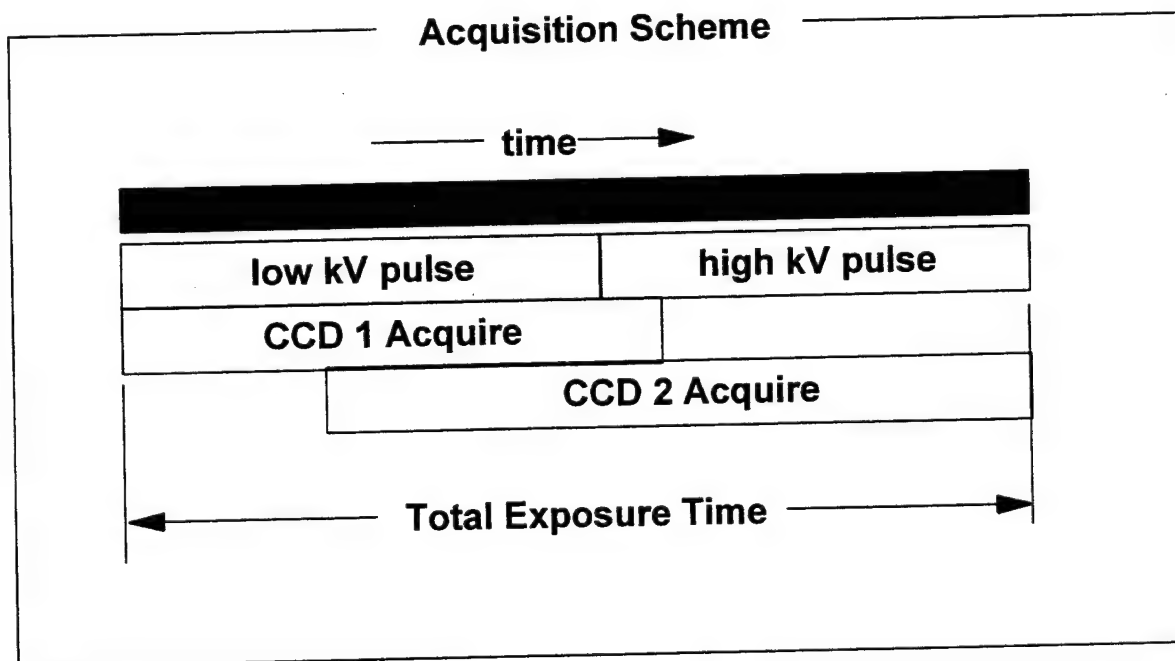 Acquisition Scheme
time
low kV pulse
high kV pulse
CCD 1 Acquire
CCD 2 Acquire
Total Exposure Time